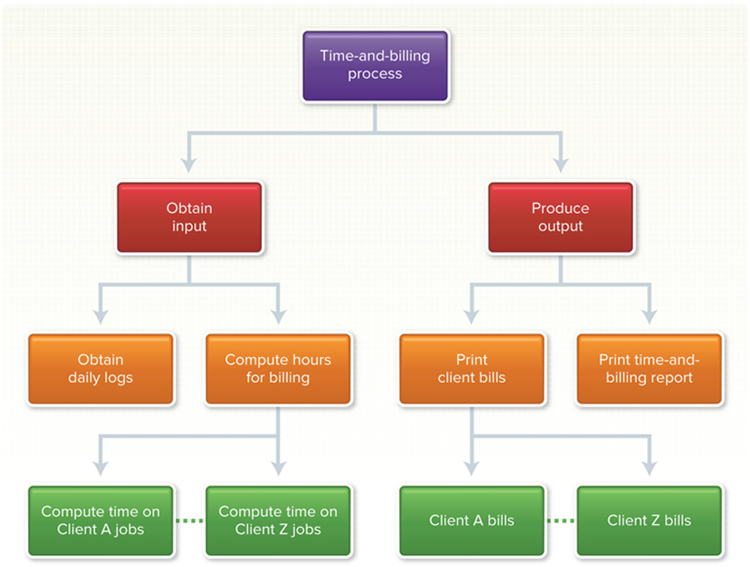 Time-and-billing
process
Obtain
input
Produce
output
Obtain
daily logs
Compute hours
for billing
Print
client bills
Print time-and-
billing report
Compute time on
Client A jobs
Compute time on
Client Z jobs
Client A bills
Client Z bills